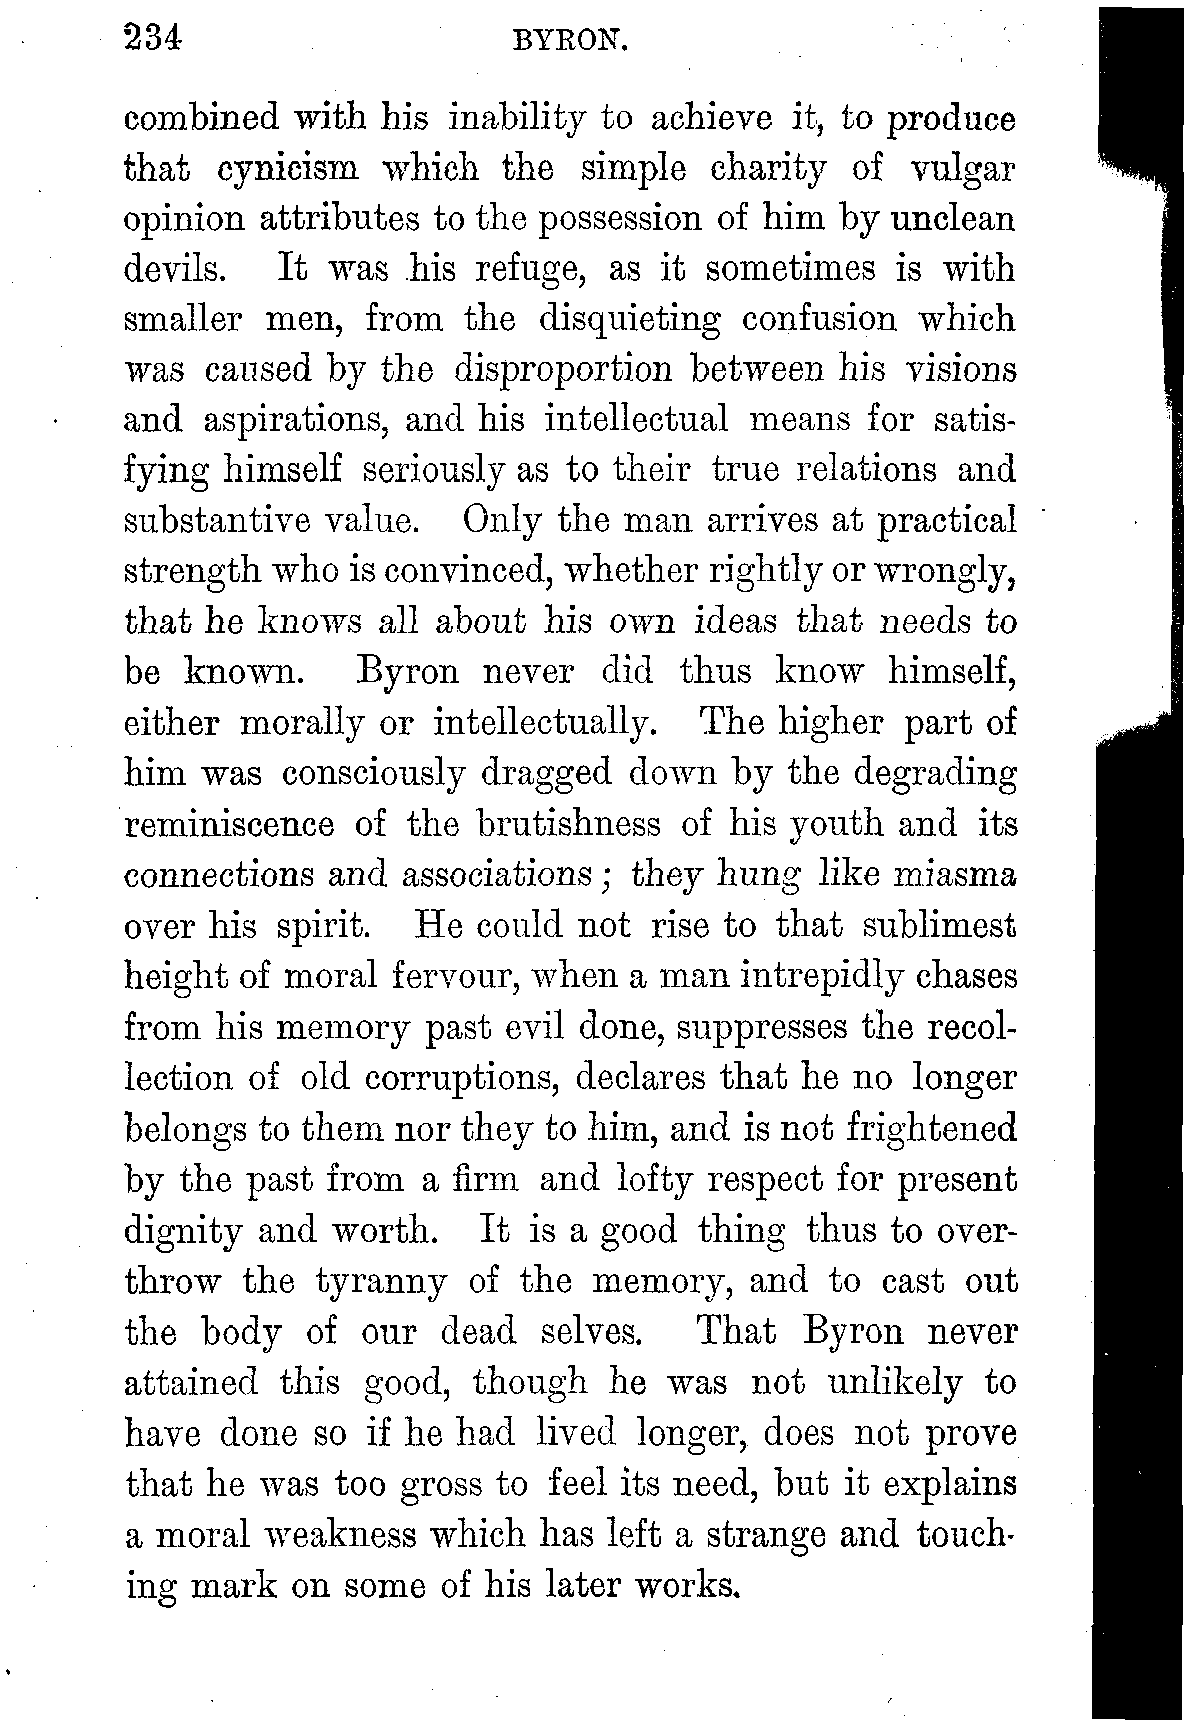 234 BYRON.
combined with his inability to achieve it, to produce
that cynicism which the simple charity of vulgar
opinion attributes to the possession of him by unclean
devils. It was his refuge, as it sometimes is with
smaller men, from the disquieting confusion which
was caused by the disproportion between his visions
and aspirations, and his intellectual means for satis-
fying himself seriously as to their true relations and
substantive value. Only the man arrives at practical
strength who is convinced, whether rightly or wrongly,
that he knows all about his own ideas that needs to
be known. Byron never did thus know himself,
either morally or intellectually. The higher part of
him was consciously dragged down by the degrading
reminiscence of the brutishness of his youth and its
connections and associations; they hung like miasma
over his spirit. He could not rise to that sublimest
height of moral fervour, when a man intrepidly chases
from his memory past evil done, suppresses the recol-
lection of old corruptions, declares that he no longer
belongs to them nor they to him, and is not frightened
by the past from a firm and lofty respect for present
dignity and worth. It is a good thing thus to over-
throw the tyranny of the memory, and to cast out
the body of our dead selves. That Byron never
attained this good, though he was not unlikely to
have done so if he had lived longer, does not prove
that he was too gross to feel its need, but it explains
a moral weakness which has left a strange and touch-
ing mark on some of his later works.